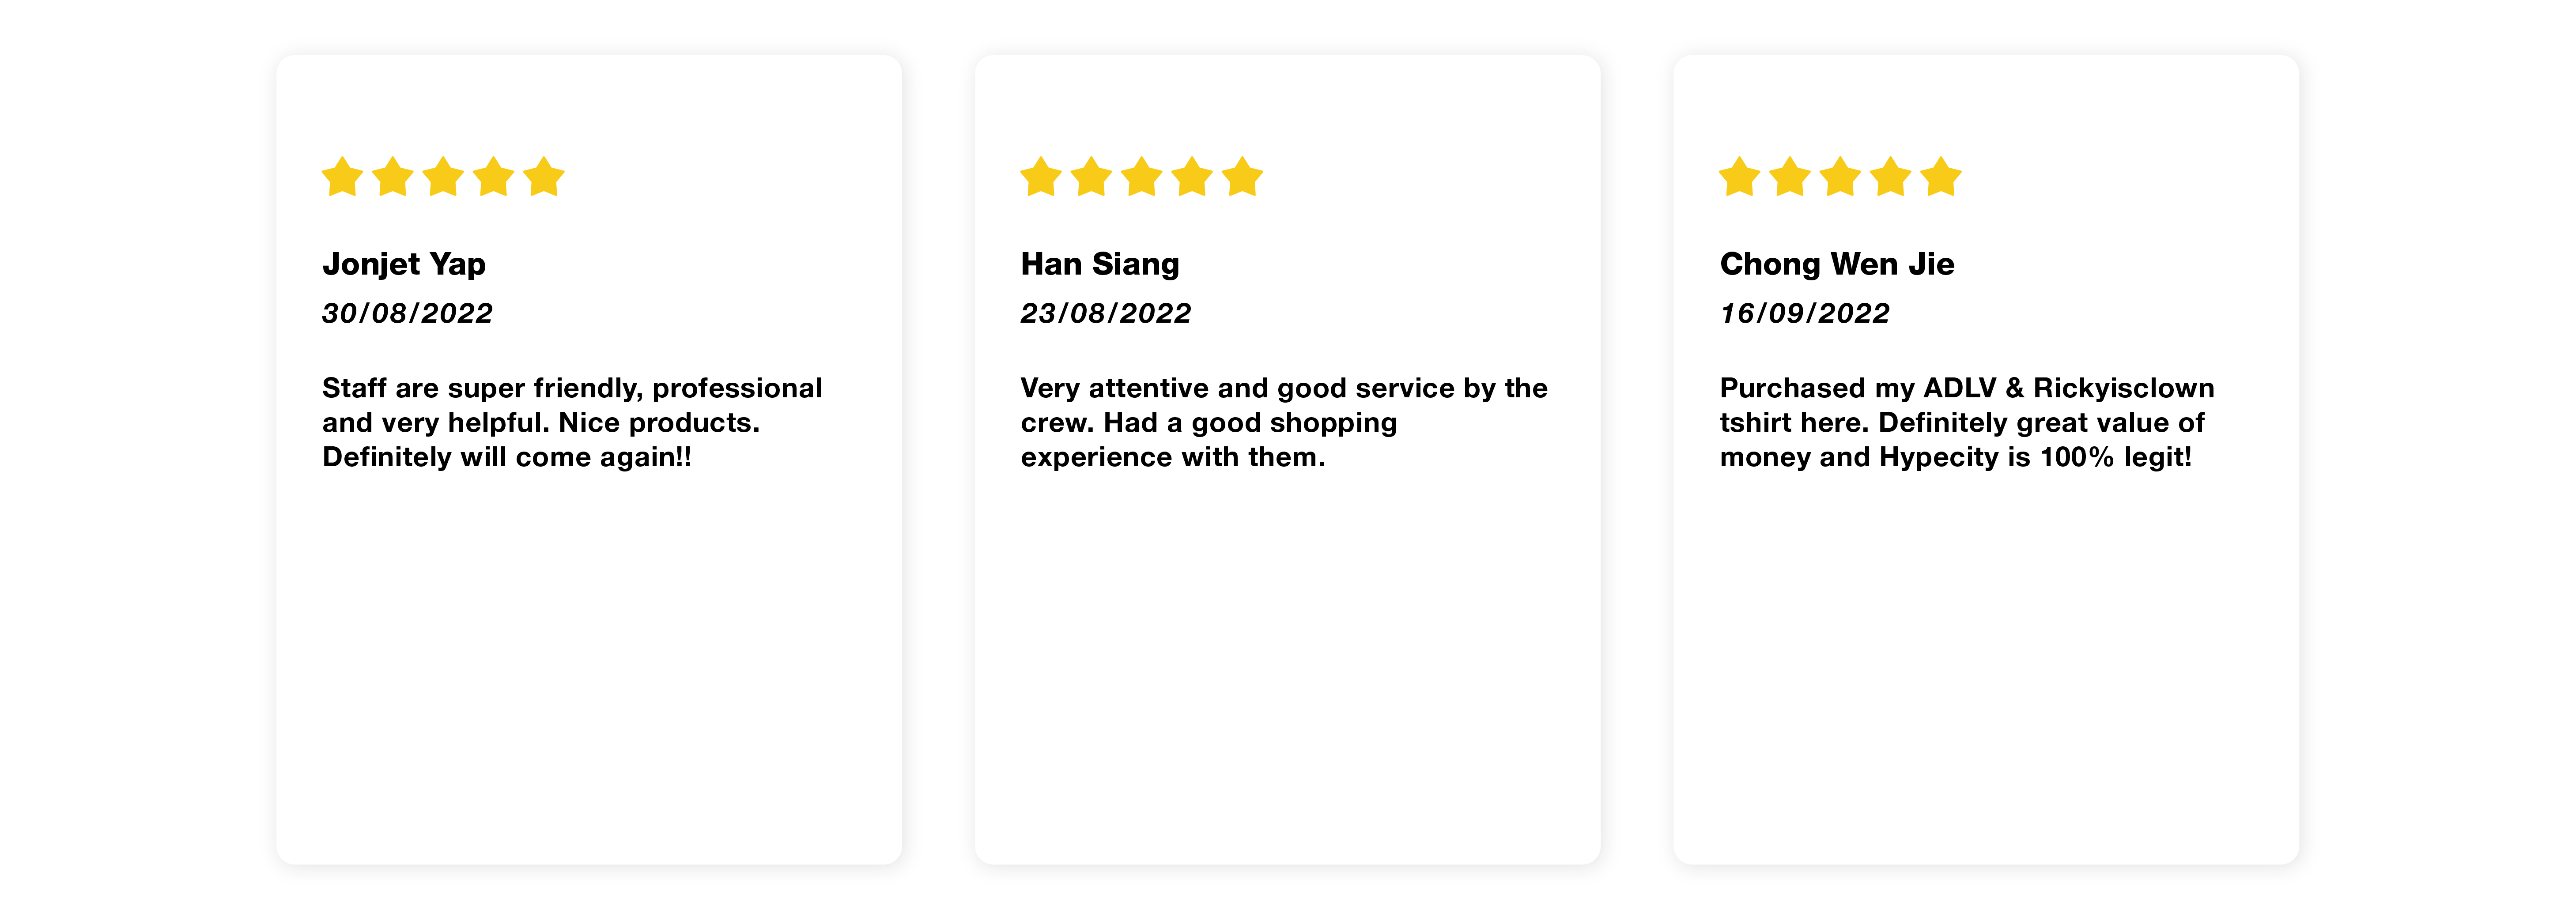 Jonjet Yap
30/08/2022
Staff are super friendly, professional
and very helpful. Nice products.
Definitely will come again!!
Han Siang
23/08/2022
Very attentive and good service by the
crew. Had a good shopping
experience with them.
Chong Wen Jie
16/09/2022
Purchased my ADLV & Rickyisclown
tshirt here. Definitely great value of
money and Hypecity is 100% legit!